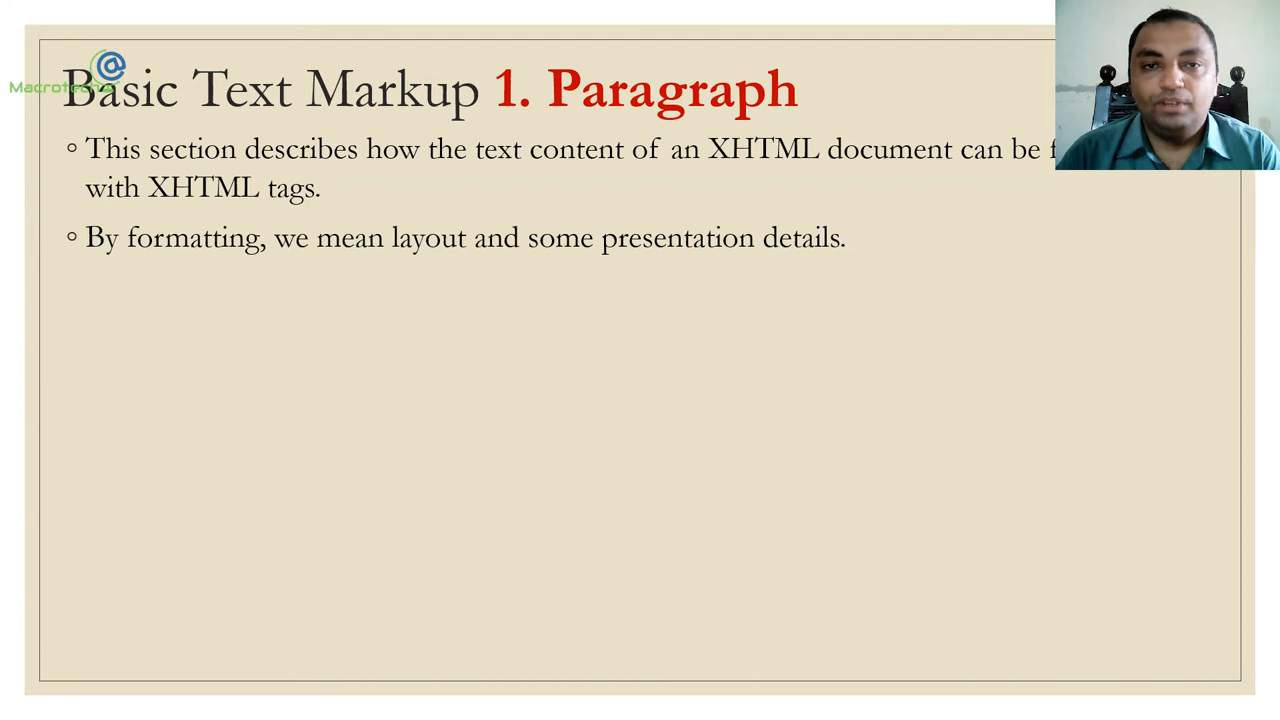 Macrotech
Basic Text Markup 1. Paragraph
◦ This section describes how the text content of an XHTML document can be
with XHTML tags.
◦ By formatting, we mean layout and some presentation details.